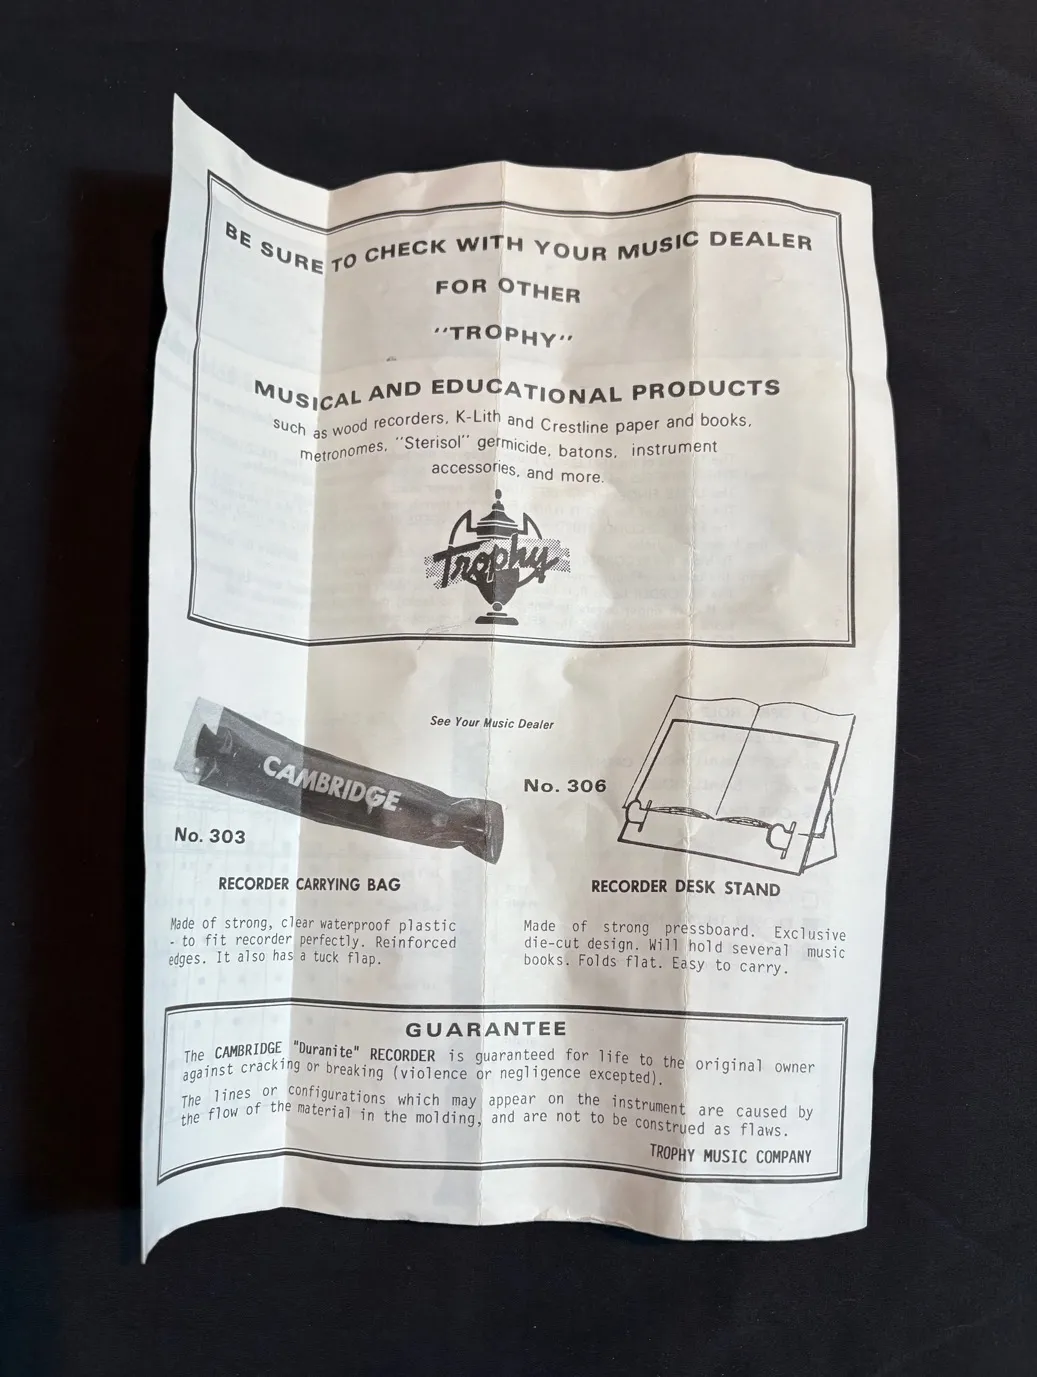 BE SURE TO CHECK WITH YOUR MUSIC DEALER
FOR OTHER
"TROPHY"
MUSICAL AND EDUCATIONAL PRODUCTS
such as wood recorders, K-Lith and Crestline paper and books,
metronomes, "Sterisol" germicide, batons, instrument
accessories, and more.
Trophy
See Your Music Dealer
CAMBRIDGE
No. 303
RECORDER CARRYING BAG
Made of strong, clear waterproof plastic
- to fit recorder perfectly. Reinforced
edges. It also has a tuck flap.
No. 306
RECORDER DESK STAND
Made of strong pressboard. Exclusive
die-cut design. Will hold several music
books. Folds flat. Easy to carry.
GUARANTEE
The CAMBRIDGE "Duranite" RECORDER is guaranteed for life to the original owner
against cracking or breaking (violence or negligence excepted).
The lines or configurations which may appear on the instrument are caused by
the flow of the material in the molding, and are not to be construed as flaws.
TROPHY MUSIC COMPANY